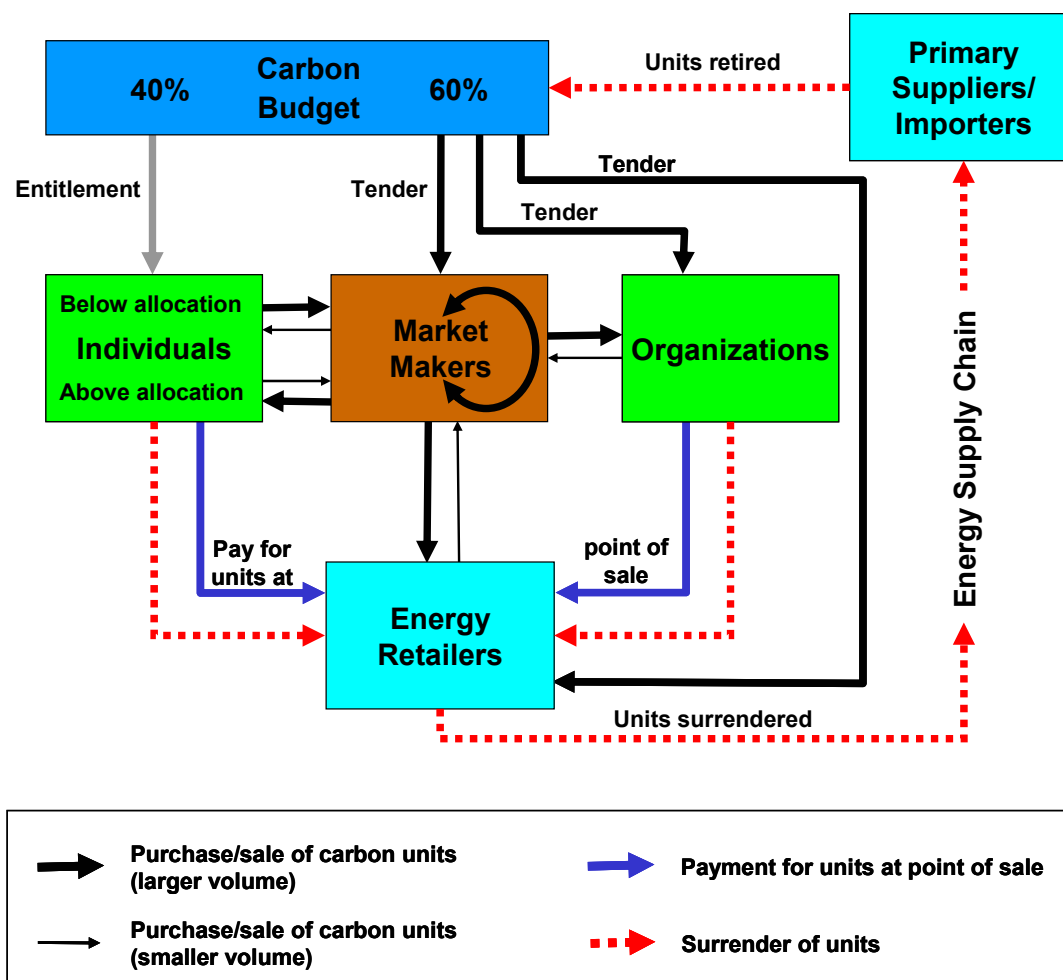 Carbon
Budget
40%
60%
Units retired
Primary
Suppliers/
Importers
Entitlement
Tender
Tender
Tender
Below allocation
Individuals
Above allocation
Market
Makers
Organizations
Energy Supply Chain
Pay for
units at
point of
sale
Energy
Retailers
Units surrendered
Purchase/sale of carbon units
(larger volume)
Payment for units at point of sale
Purchase/sale of carbon units
(smaller volume)
Surrender of units